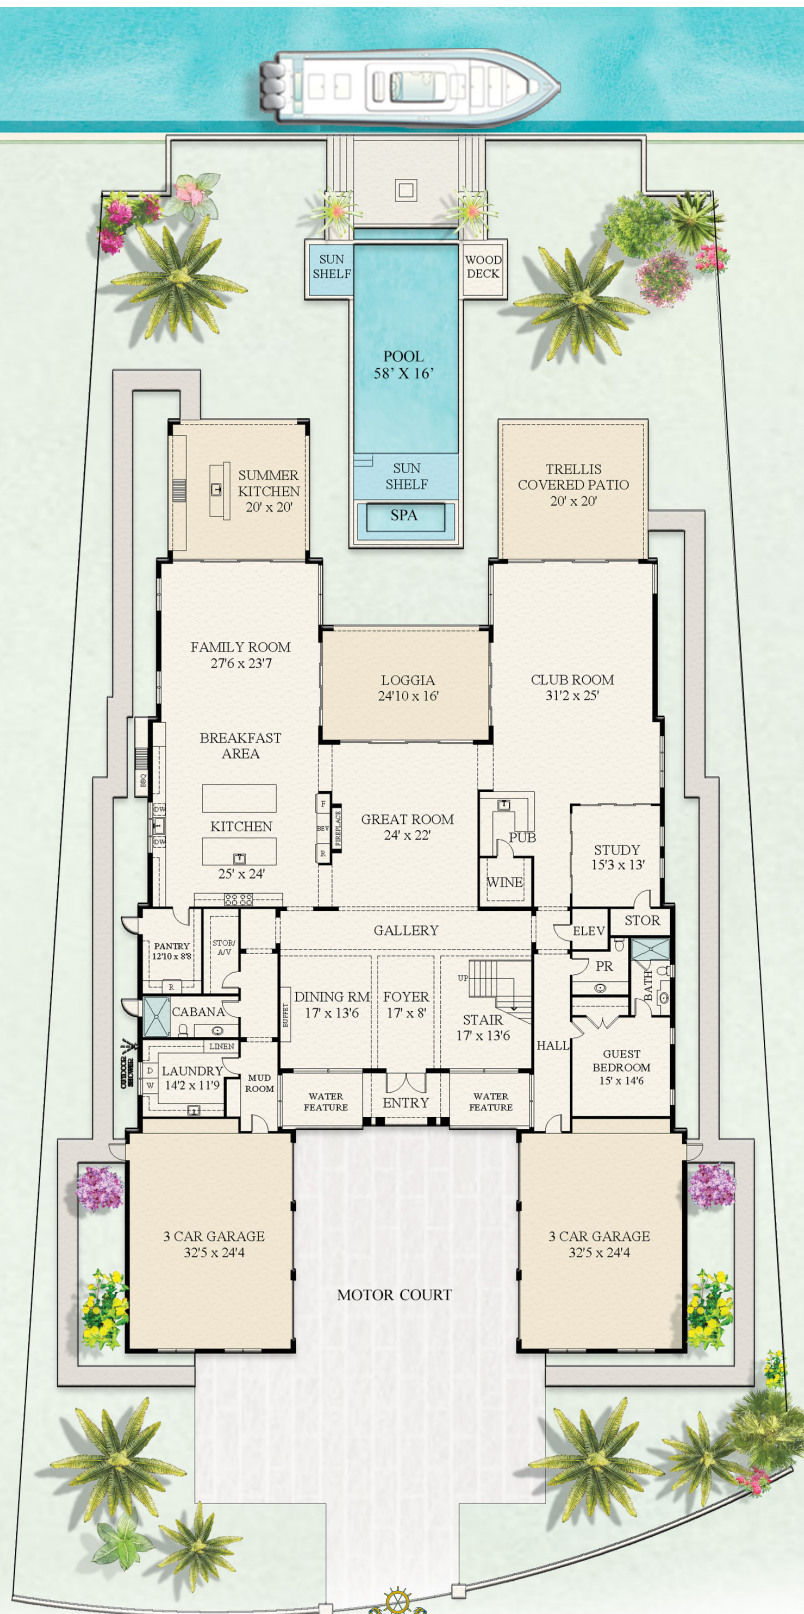 SUN
SHELF
WOOD
DECK
POOL
58’ X 16’
SUN
SHELF
SPA
SUMMER
KITCHEN
20' x 20'
TRELLIS
COVERED PATIO
20' x 20'
FAMILY ROOM
27'6 x 23'7
LOGGIA
24'10 x 16'
CLUB ROOM
31'2 x 25'
BREAKFAST
AREA
BBQ
DW
DW
KITCHEN
25' x 24'
F
BEV
R
FIREPLACE
GREAT ROOM
24' x 22'
PUB
WINE
STUDY
15'3 x 13'
STOR
ELEV
GALLERY
PANTRY
12'10 x 8'8
R
STOR/
A/V
PR
BATH
CABANA
DINING RM
17' x 13'6
BUFFET
FOYER
17' x 8'
UP
STAIR
17' x 13'6
HALL
GUEST
BEDROOM
15' x 14'6
OUTDOOR
SHOWER
LINEN
D
W
LAUNDRY
14'2 x 11'9
MUD
ROOM
WATER
FEATURE
ENTRY
WATER
FEATURE
3 CAR GARAGE
32'5 x 24'4
3 CAR GARAGE
32'5 x 24'4
MOTOR COURT